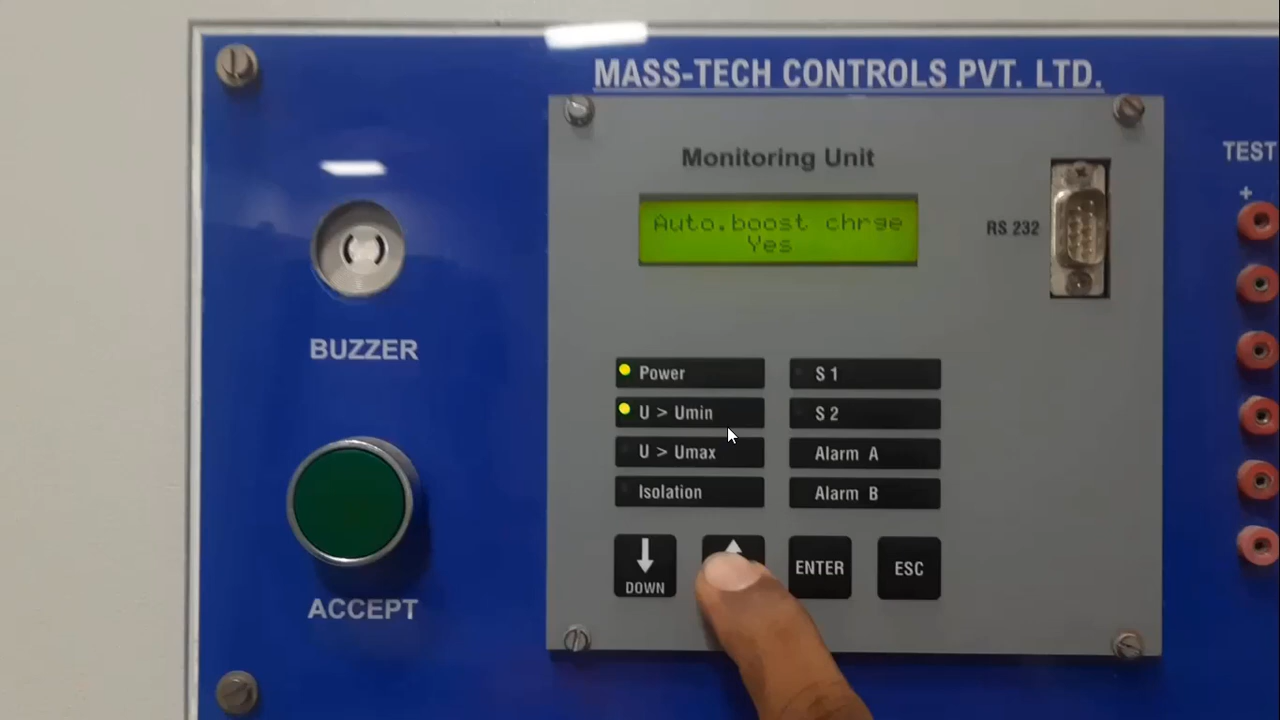 MASS-TECH CONTROLS PVT. LTD.
Monitoring Unit
TEST
+
Auto.boost chrge
Yes
RS 232
BUZZER
Power
S 1
U > Umin
S 2
U > Umax
Alarm A
Isolation
Alarm B
DOWN
ENTER
ESC
ACCEPT